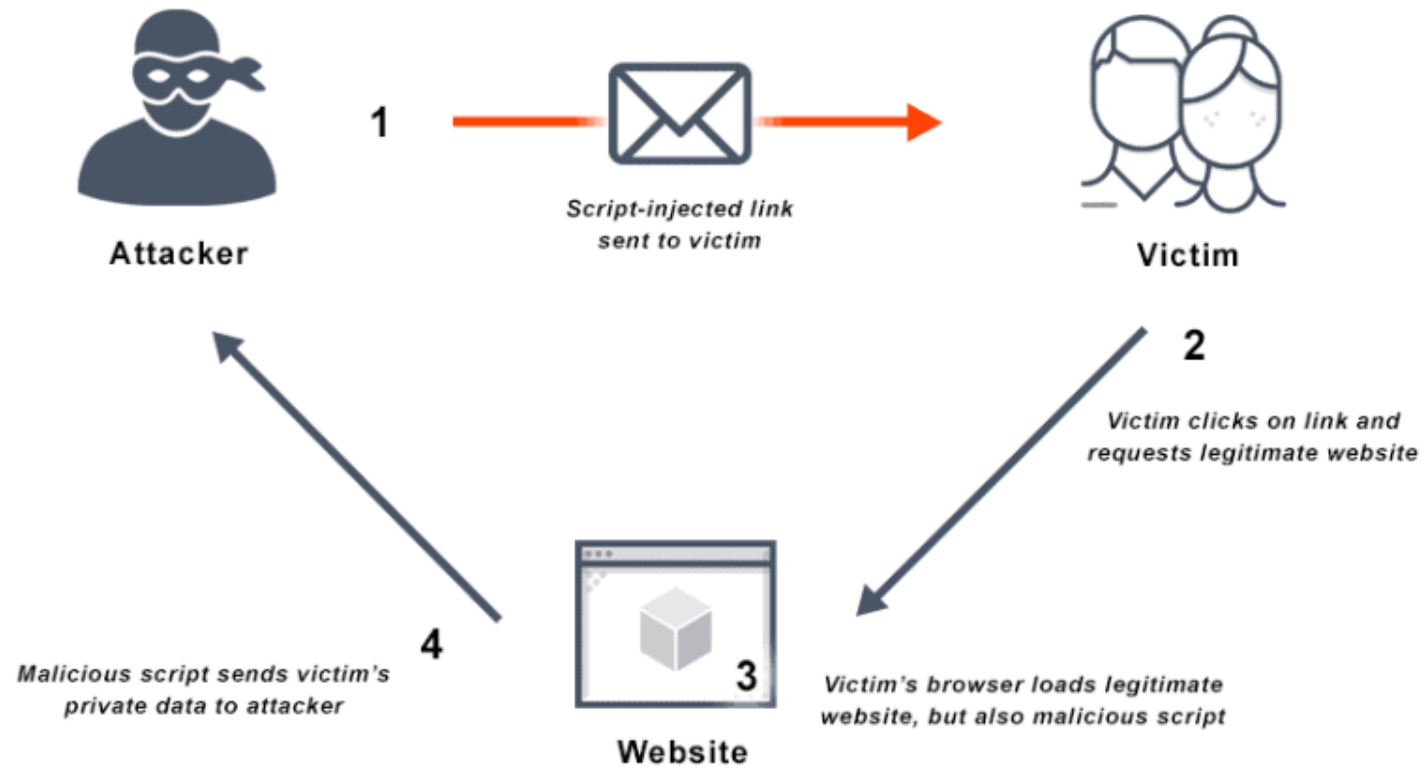 1
Script-injected link
sent to victim
Attacker
Victim
2
Victim clicks on link and
requests legitimate website
3
Victim’s browser loads legitimate
website, but also malicious script
Website
4
Malicious script sends victim’s
private data to attacker